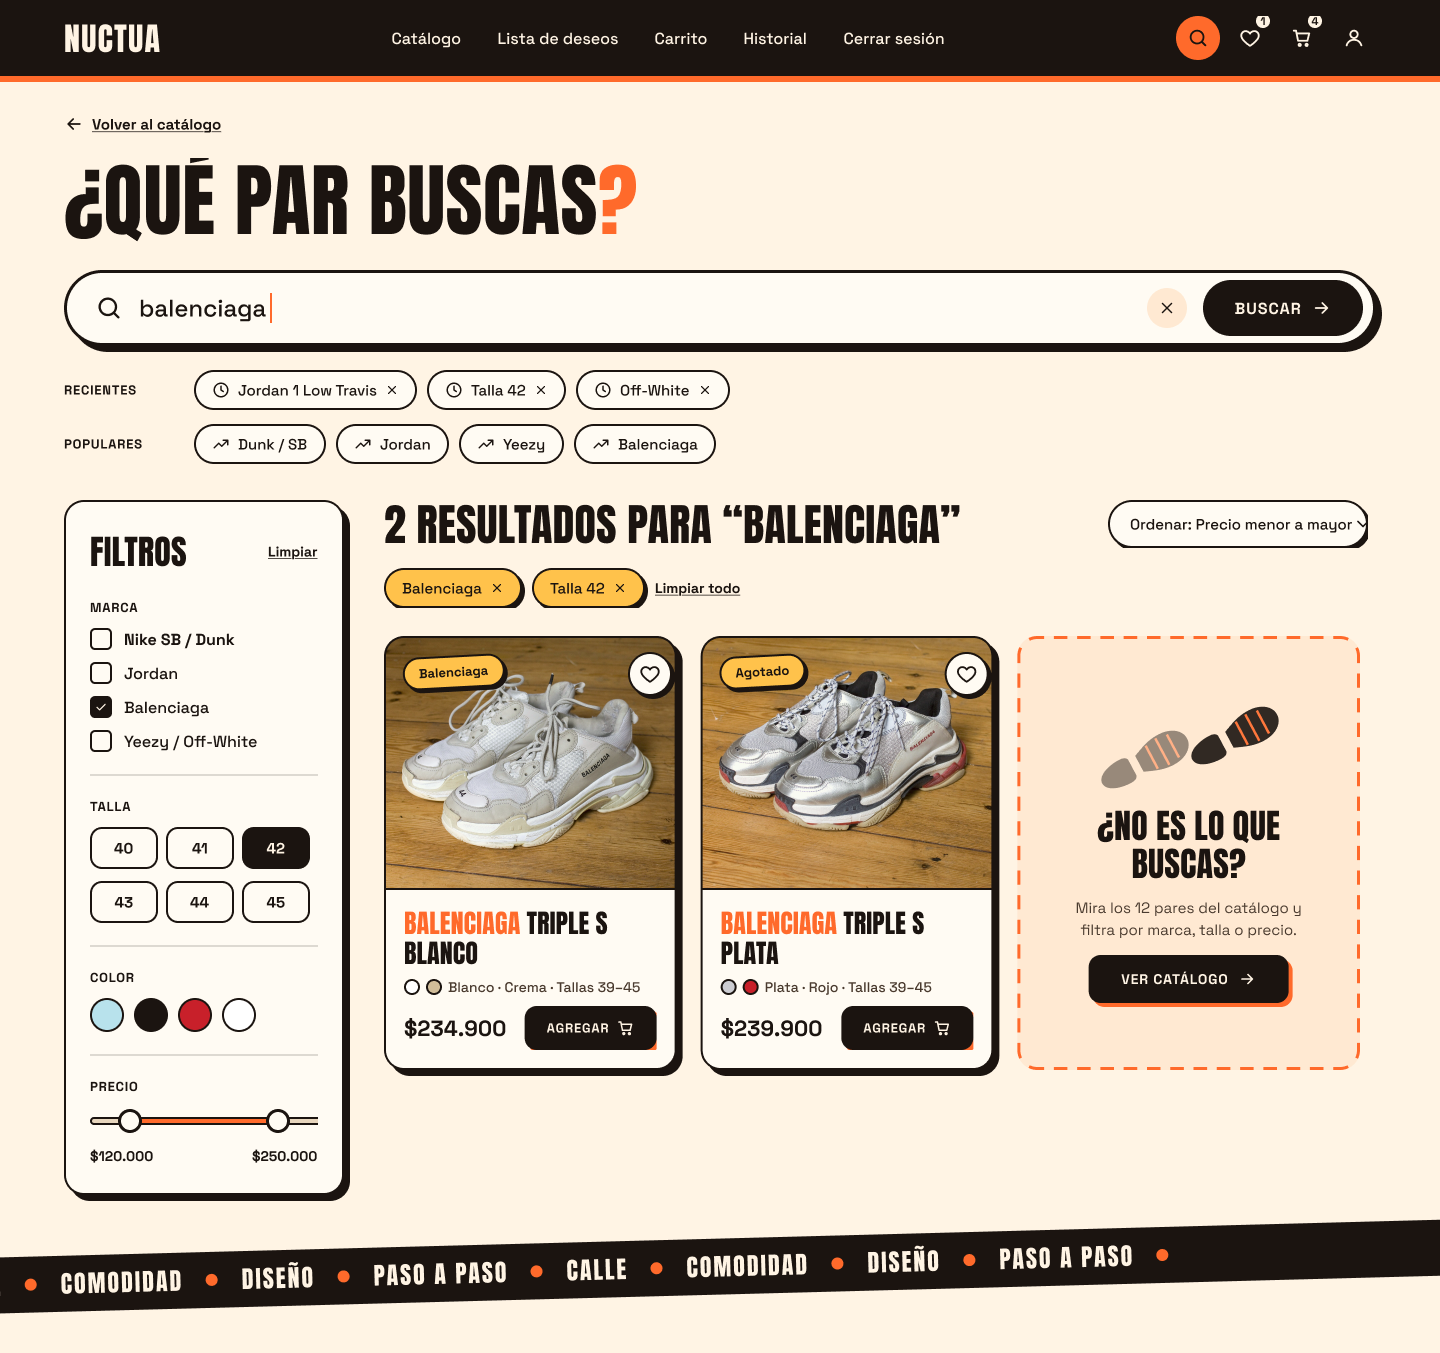 NUCTUA
Catálogo
Lista de deseos
Carrito
Historial
Cerrar sesión
1
4
Volver al catálogo
¿QUÉ PAR BUSCAS?
balenciaga
BUSCAR
RECIENTES
Jordan 1 Low Travis
Talla 42
Off-White
POPULARES
Dunk / SB
Jordan
Yeezy
Balenciaga
FILTROS
Limpiar
MARCA
Nike SB / Dunk
Jordan
Balenciaga
Yeezy / Off-White
TALLA
40
41
42
43
44
45
COLOR
PRECIO
$120.000
$250.000
2 RESULTADOS PARA “BALENCIAGA”
Ordenar: Precio menor a mayor
Balenciaga
Talla 42
Limpiar todo
Balenciaga
BALENCIAGA
BALENCIAGA TRIPLE S
BLANCO
Blanco · Crema · Tallas 39–45
$234.900
AGREGAR
Agotado
BALENCIAGA
BALENCIAGA TRIPLE S
PLATA
Plata · Rojo · Tallas 39–45
$239.900
AGREGAR
¿NO ES LO QUE
BUSCAS?
Mira los 12 pares del catálogo y
filtra por marca, talla o precio.
VER CATÁLOGO
COMODIDAD
DISEÑO
PASO A PASO
CALLE
COMODIDAD
DISEÑO
PASO A PASO